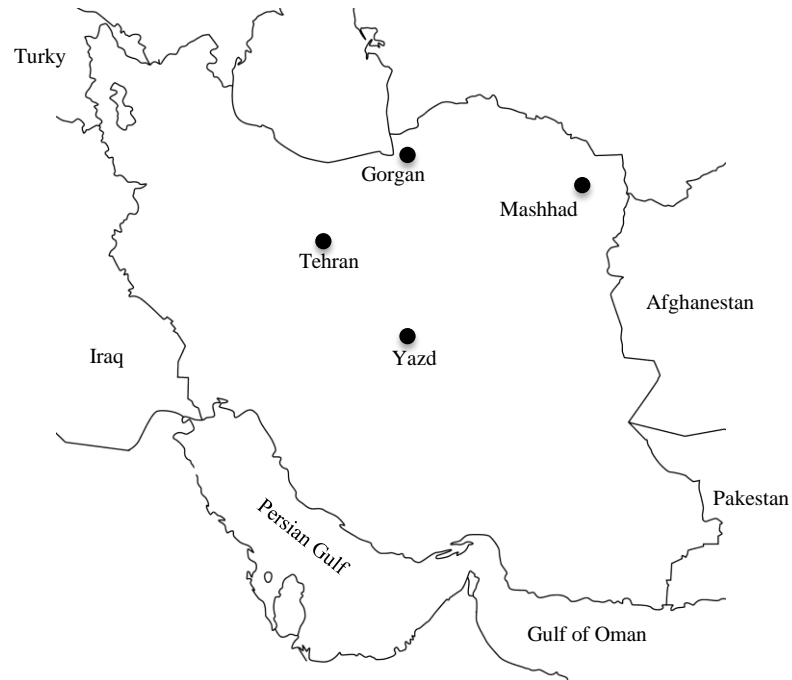 Turky
Gorgan
Mashhad
Tehran
Afghanestan
Iraq
Yazd
Pakestan
Persian Gulf
Gulf of Oman